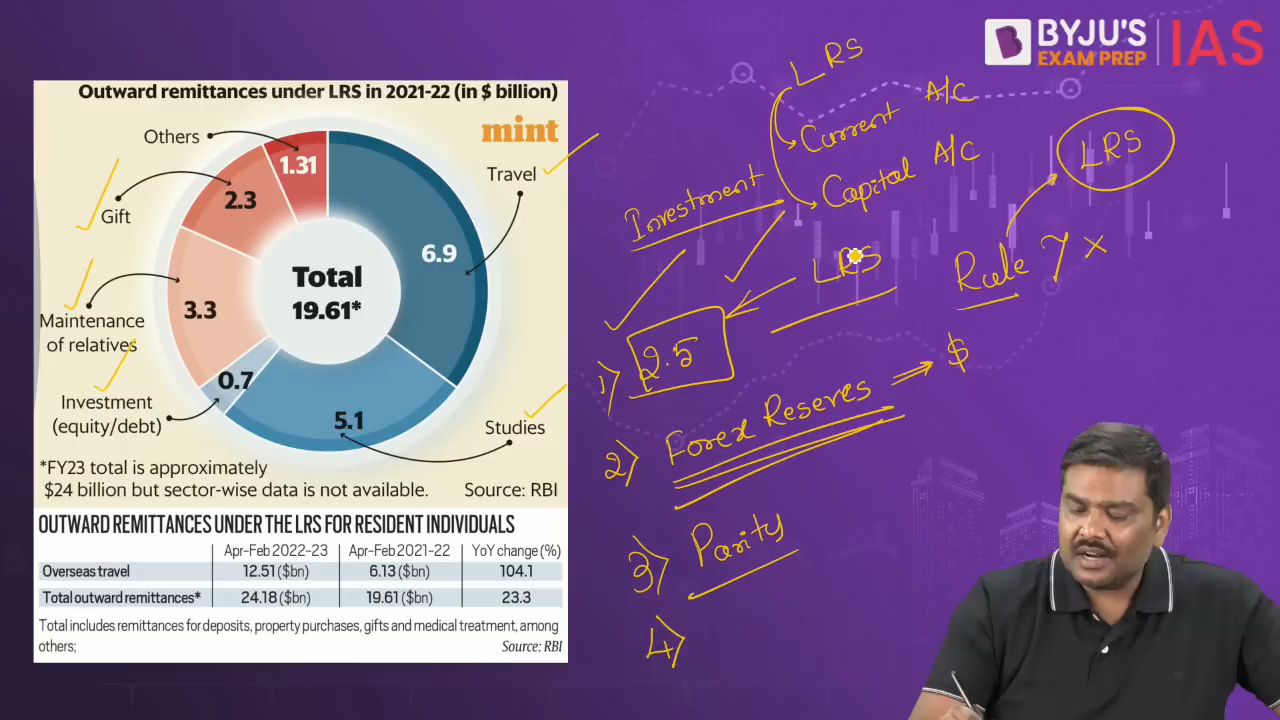 BYJU'S
EXAM PREP
IAS
Outward remittances under LRS in 2021-22 (in $ billion)
mint
Others
1.31
Travel
Gift
2.3
6.9
Total
19.61*
Maintenance
of relatives
3.3
0.7
Investment
(equity/debt)
5.1
Studies
*FY23 total is approximately
$24 billion but sector-wise data is not available.
Source: RBI
OUTWARD REMITTANCES UNDER THE LRS FOR RESIDENT INDIVIDUALS
Apr-Feb 2022-23 Apr-Feb 2021-22 YoY change (%)
Overseas travel 12.51 ($bn) 6.13 ($bn) 104.1
Total outward remittances* 24.18 ($bn) 19.61 ($bn) 23.3
Total includes remittances for deposits, property purchases, gifts and medical treatment, among
others;
Source: RBI
LRS
Current A/C
Capital A/C
Investment
LRS
LRS
Rule 7 x
1) 2.5
2) Forex Reserves → $
3) Parity
4)